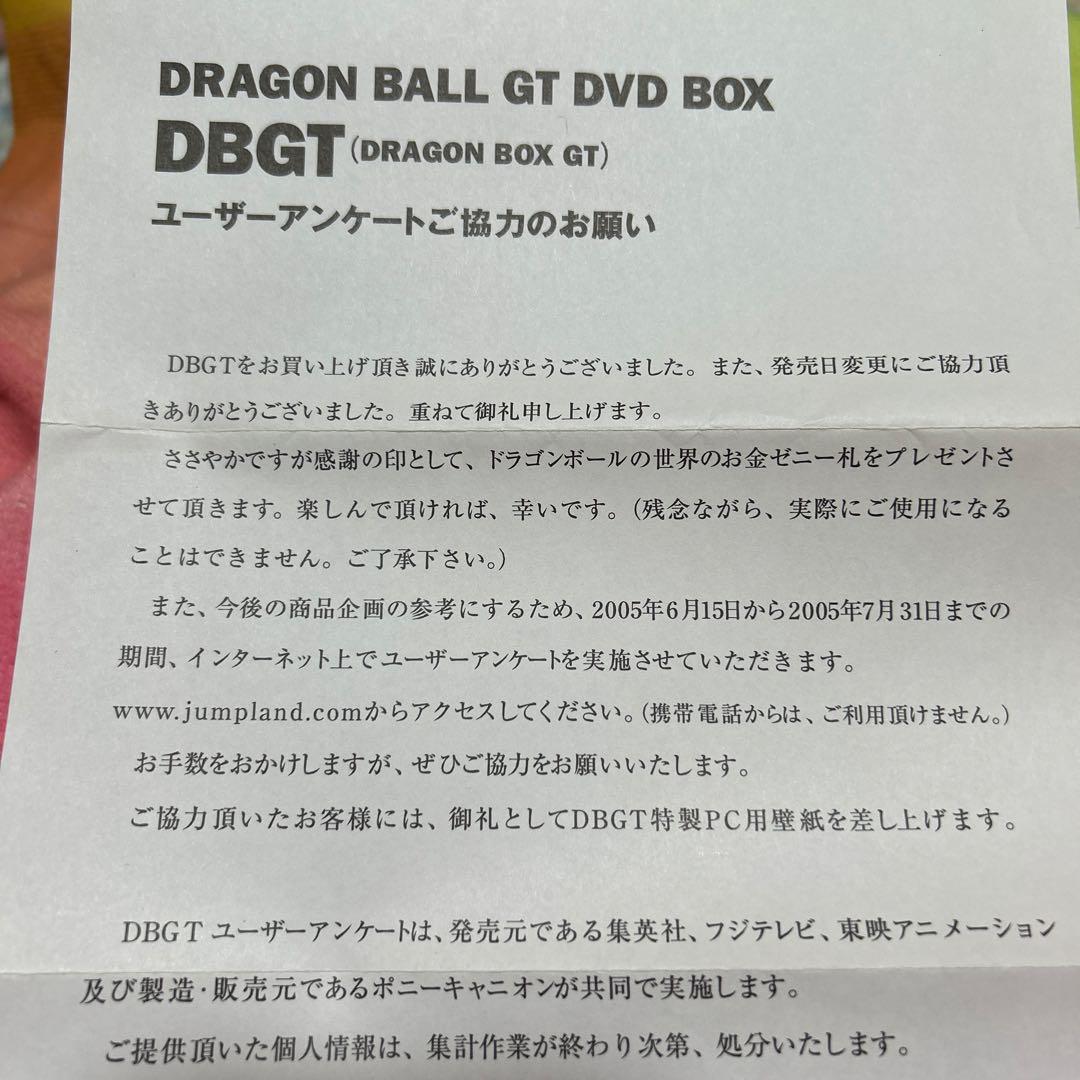 DRAGON BALL GT DVD BOX
DBGT(DRAGON BOX GT)
ユーザーアンケートご協力のお願い
DBGTをお買い上げ頂き誠にありがとうございました。また、発売日変更にご協力頂
きありがとうございました。重ねて御礼申し上げます。
ささやかですが感謝の印として、ドラゴンボールの世界のお金ゼニー札をプレゼントさ
せて頂きます。楽しんで頂ければ、幸いです。(残念ながら、実際にご使用になる
ことはできません。ご了承下さい。)
また、今後の商品企画の参考にするため、2005年6月15日から2005年7月31日までの
期間、インターネット上でユーザーアンケートを実施させていただきます。
www.jumpland.comからアクセスしてください。(携帯電話からは、ご利用頂けません。)
お手数をおかけしますが、ぜひご協力をお願いいたします。
ご協力頂いたお客様には、御礼としてDBGT特製PC用壁紙を差し上げます。
DBGT ユーザーアンケートは、発売元である集英社、フジテレビ、東映アニメーション
及び製造・販売元であるポニーキャニオンが共同で実施します。
ご提供頂いた個人情報は、集計作業が終わり次第、処分いたします。